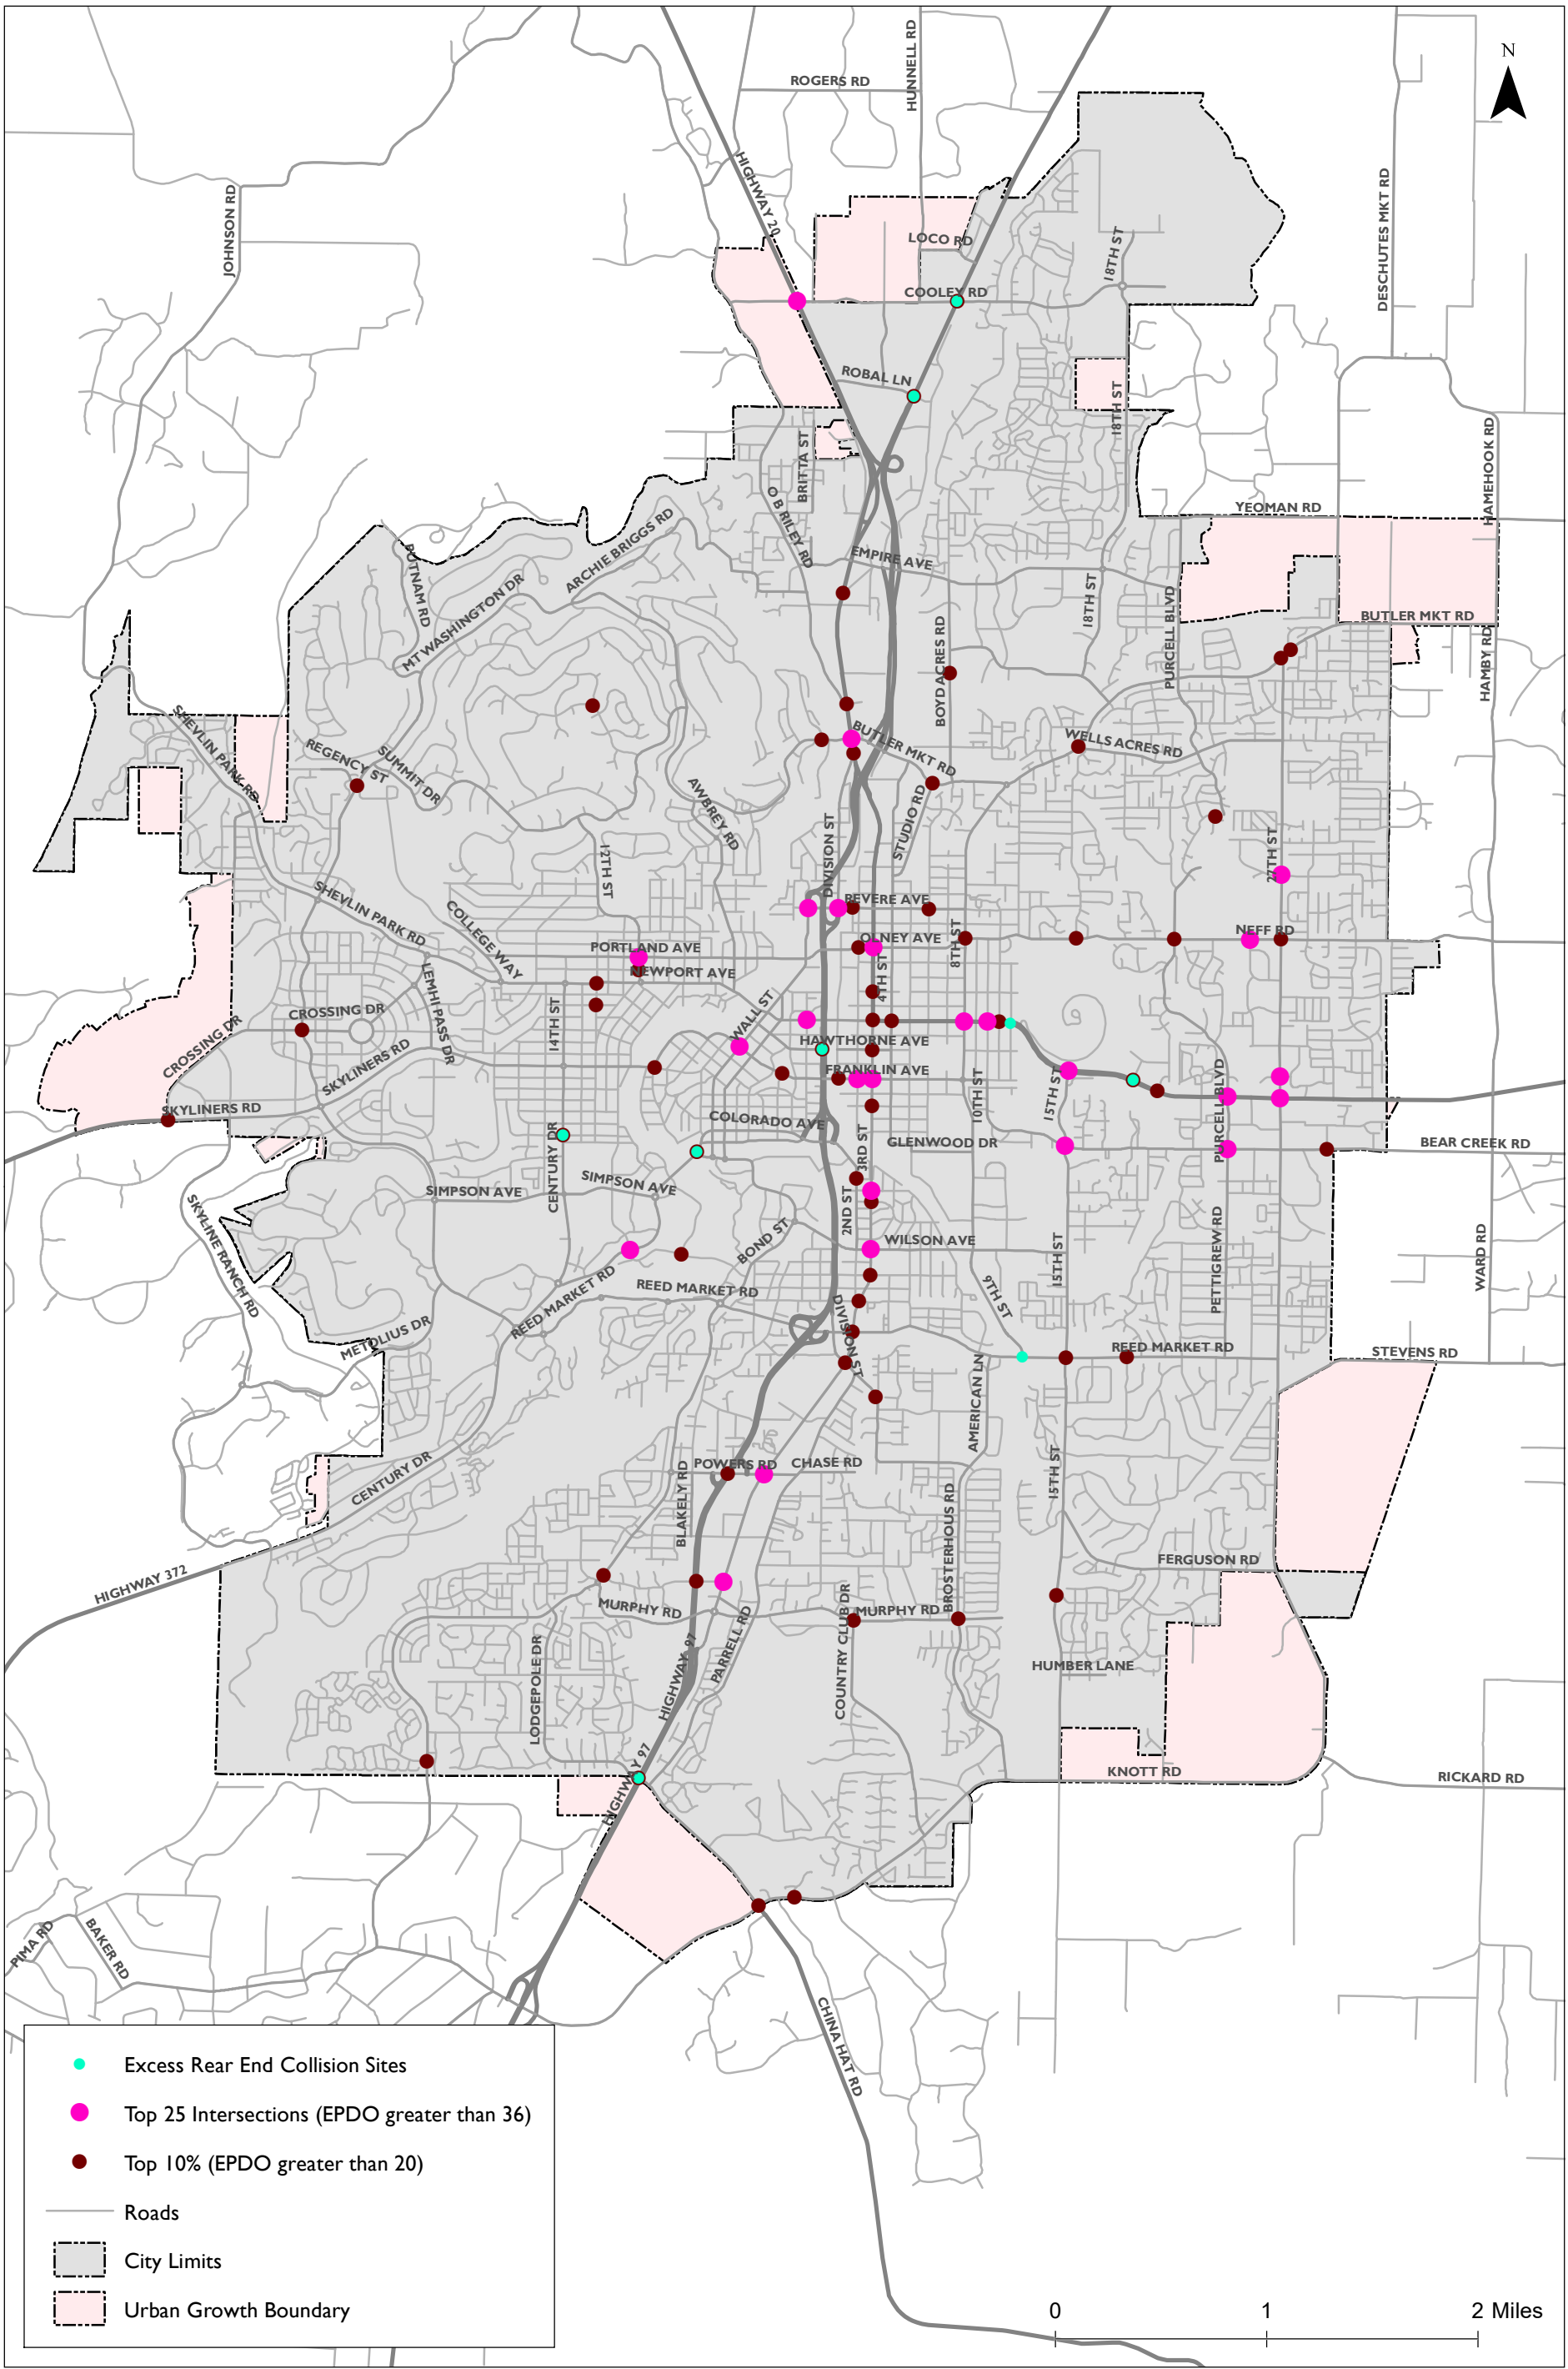 N
HUNNELL RD
ROGERS RD
HIGHWAY 20
DESCHUTES MKT RD
JOHNSON RD
LOCO RD
18TH ST
COOLEY RD
ROBAL LN
18TH ST
BRITTA ST
HAMEHOOK RD
O B RILEY RD
YEOMAN RD
ARCHIE BRIGGS RD
PUTNAM RD
EMPIRE AVE
MT WASHINGTON DR
18TH ST
PURCELL BLVD
BUTLER MKT RD
BOYD ACRES RD
HAMBY RD
SHEVLIN PARK RD
REGENCY ST
SUMMIT DR
BUTLER MKT RD
WELLS ACRES RD
AWBREY RD
STUDIO RD
DIVISION ST
12TH ST
27TH ST
SHEVLIN PARK RD
COLLEGE WAY
REVERE AVE
PORTLAND AVE
OLNEY AVE
8TH ST
NEFF RD
NEWPORT AVE
4TH ST
LEMHI PASS DR
CROSSING DR
CROSSING DR
14TH ST
WALL ST
HAWTHORNE AVE
SKYLINERS RD
FRANKLIN AVE
10TH ST
15TH ST
PURCELL BLVD
SKYLINERS RD
COLORADO AVE
GLENWOOD DR
BEAR CREEK RD
CENTURY DR
3RD ST
SIMPSON AVE
SIMPSON AVE
2ND ST
SKYLINE RANCH RD
BOND ST
WILSON AVE
15TH ST
PETTIGREW RD
WARD RD
REED MARKET RD
REED MARKET RD
9TH ST
METOLIUS DR
DIVISION ST
REED MARKET RD
STEVENS RD
AMERICAN LN
CENTURY DR
POWERS RD
CHASE RD
15TH ST
BLAKELY RD
BROSTERHOUS RD
HIGHWAY 372
FERGUSON RD
MURPHY RD
MURPHY RD
COUNTRY CLUB DR
PARRELL RD
HIGHWAY 97
LODGEPOLE DR
HUMBER LANE
HIGHWAY 97
KNOTT RD
RICKARD RD
PIMA RD
BAKER RD
CHINA HAT RD
Excess Rear End Collision Sites
Top 25 Intersections (EPDO greater than 36)
Top 10% (EPDO greater than 20)
Roads
City Limits
Urban Growth Boundary
0 1 2 Miles